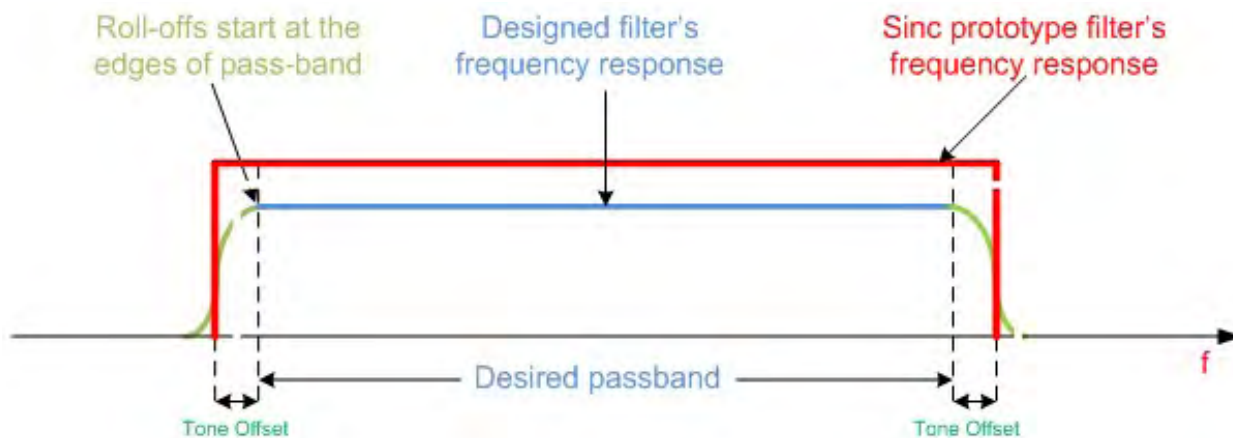 Roll-offs start at the
edges of pass-band
Designed filter's
frequency response
Sinc prototype filter's
frequency response
f
Desired passband
Tone Offset
Tone Offset